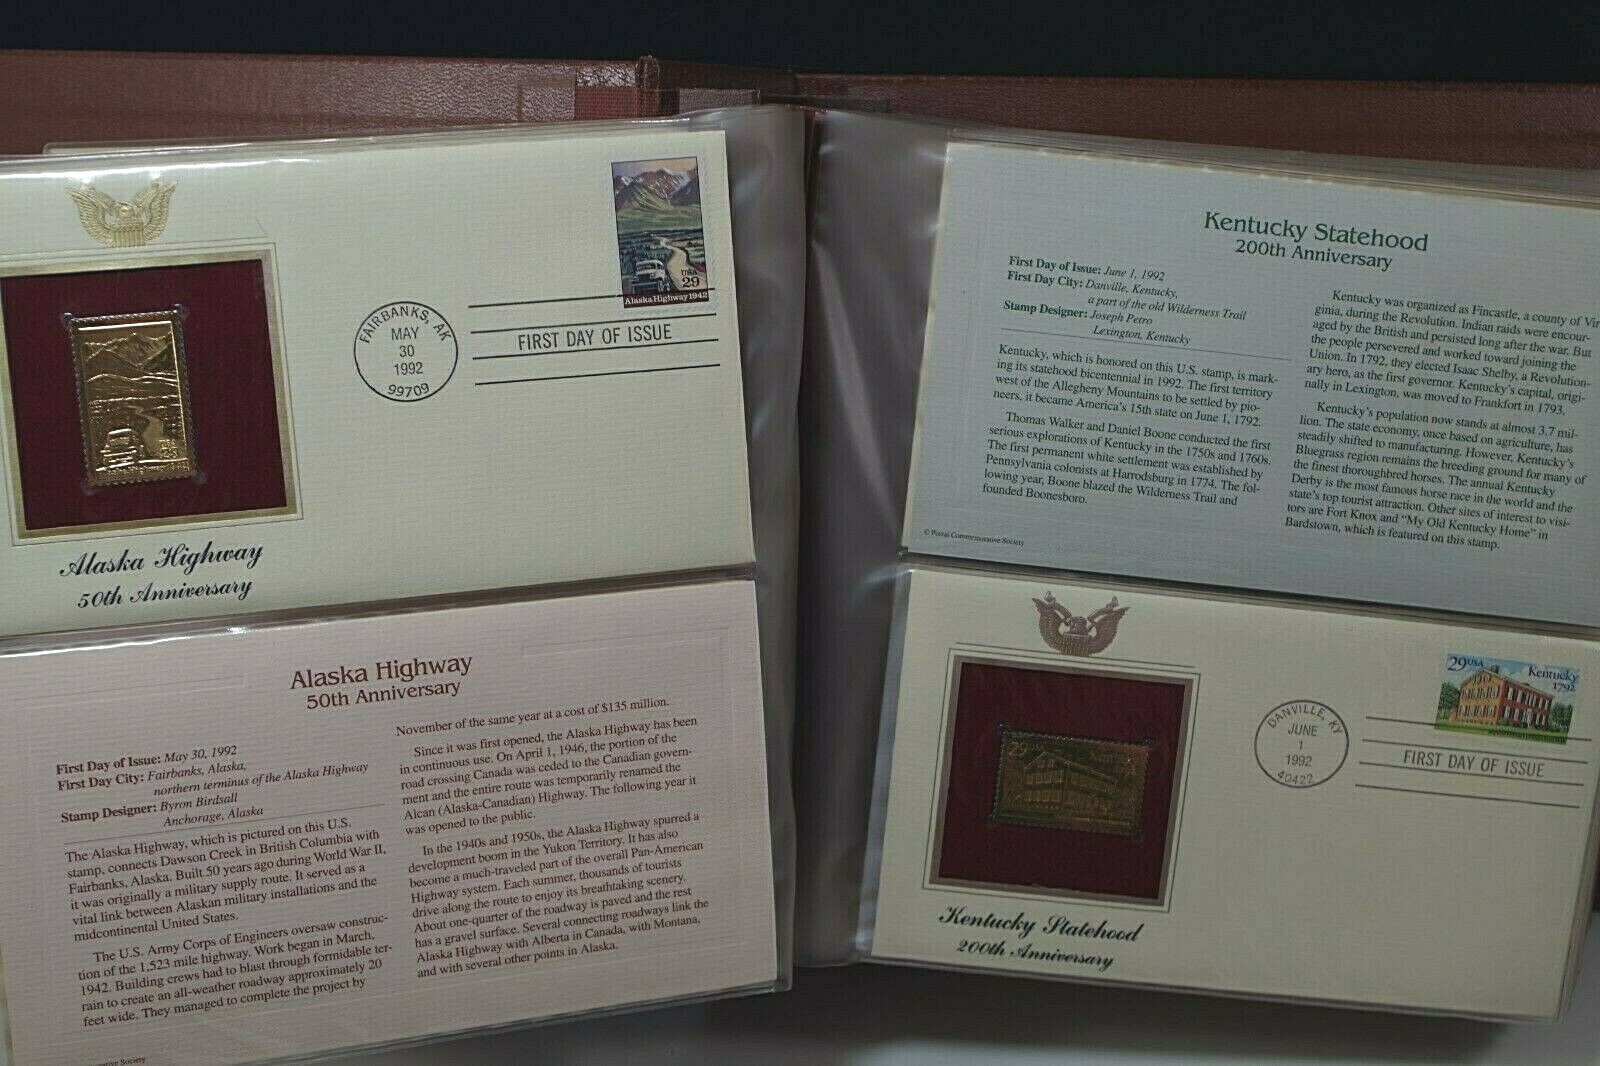 USA
29
Alaska Highway 1942
FAIRBANKS, AK
MAY
30
1992
99709
FIRST DAY OF ISSUE
USA
29
Alaska Highway
50th Anniversary
Alaska Highway
50th Anniversary
First Day of Issue: May 30, 1992
First Day City: Fairbanks, Alaska,
northern terminus of the Alaska Highway
Stamp Designer: Byron Birdsall
Anchorage, Alaska
The Alaska Highway, which is pictured on this U.S.
stamp, connects Dawson Creek in British Columbia with
Fairbanks, Alaska. Built 50 years ago during World War II,
it was originally a military supply route. It served as a
vital link between Alaskan military installations and the
midcontinental United States.
The U.S. Army Corps of Engineers oversaw construc-
tion of the 1,523 mile highway. Work began in March,
1942. Building crews had to blast through formidable ter-
rain to create an all-weather roadway approximately 20
feet wide. They managed to complete the project by
November of the same year at a cost of $135 million.
Since it was first opened, the Alaska Highway has been
in continuous use. On April 1, 1946, the portion of the
road crossing Canada was ceded to the Canadian govern-
ment and the entire route was temporarily renamed the
Alcan (Alaska-Canadian) Highway. The following year it
was opened to the public.
In the 1940s and 1950s, the Alaska Highway spurred a
development boom in the Yukon Territory. It has also
become a much-traveled part of the overall Pan-American
Highway system. Each summer, thousands of tourists
drive along the route to enjoy its breathtaking scenery.
About one-quarter of the roadway is paved and the rest
has a gravel surface. Several connecting roadways link the
Alaska Highway with Alberta in Canada, with Montana,
and with several other points in Alaska.
Society
Kentucky Statehood
200th Anniversary
First Day of Issue: June 1, 1992
First Day City: Danville, Kentucky,
a part of the old Wilderness Trail
Stamp Designer: Joseph Petro
Lexington, Kentucky
Kentucky, which is honored on this U.S. stamp, is mark-
ing its statehood bicentennial in 1992. The first territory
west of the Allegheny Mountains to be settled by pio-
neers, it became America's 15th state on June 1, 1792.
Thomas Walker and Daniel Boone conducted the first
serious explorations of Kentucky in the 1750s and 1760s.
The first permanent white settlement was established by
Pennsylvania colonists at Harrodsburg in 1774. The fol-
lowing year, Boone blazed the Wilderness Trail and
founded Boonesboro.
© Postal Commemorative Society
Kentucky was organized as Fincastle, a county of Vir
ginia, during the Revolution. Indian raids were encour-
aged by the British and persisted long after the war. But
the people persevered and worked toward joining the
Union. In 1792, they elected Isaac Shelby, a Revolution-
ary hero, as the first governor. Kentucky's capital, origi-
nally in Lexington, was moved to Frankfort in 1793.
Kentucky's population now stands at almost 3.7 mil-
lion. The state economy, once based on agriculture, has
steadily shifted to manufacturing. However, Kentucky's
Bluegrass region remains the breeding ground for many of
the finest thoroughbred horses. The annual Kentucky
Derby is the most famous horse race in the world and the
state's top tourist attraction. Other sites of interest to visi-
tors are Fort Knox and "My Old Kentucky Home" in
Bardstown, which is featured on this stamp.
29 USA
Kentucky
1792
DANVILLE, KY
JUNE
1
1992
40422
FIRST DAY OF ISSUE
29 USA
Kentucky
1792
Kentucky Statehood
200th Anniversary